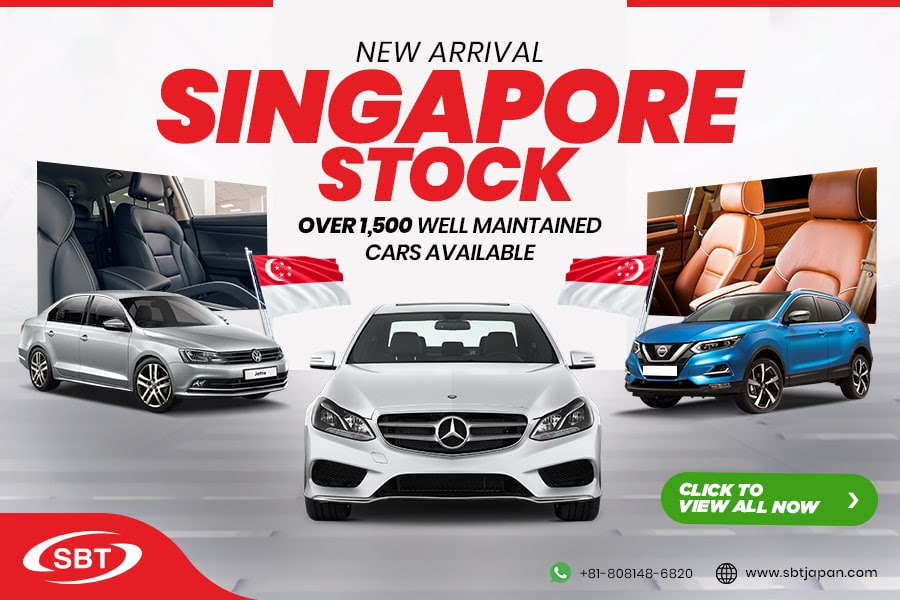 NEW ARRIVAL
SINGAPORE
STOCK
OVER 1,500 WELL MAINTAINED
CARS AVAILABLE
Jetta
CLICK TO
VIEW ALL NOW
SBT
+81-808148-6820
www.sbtjapan.com